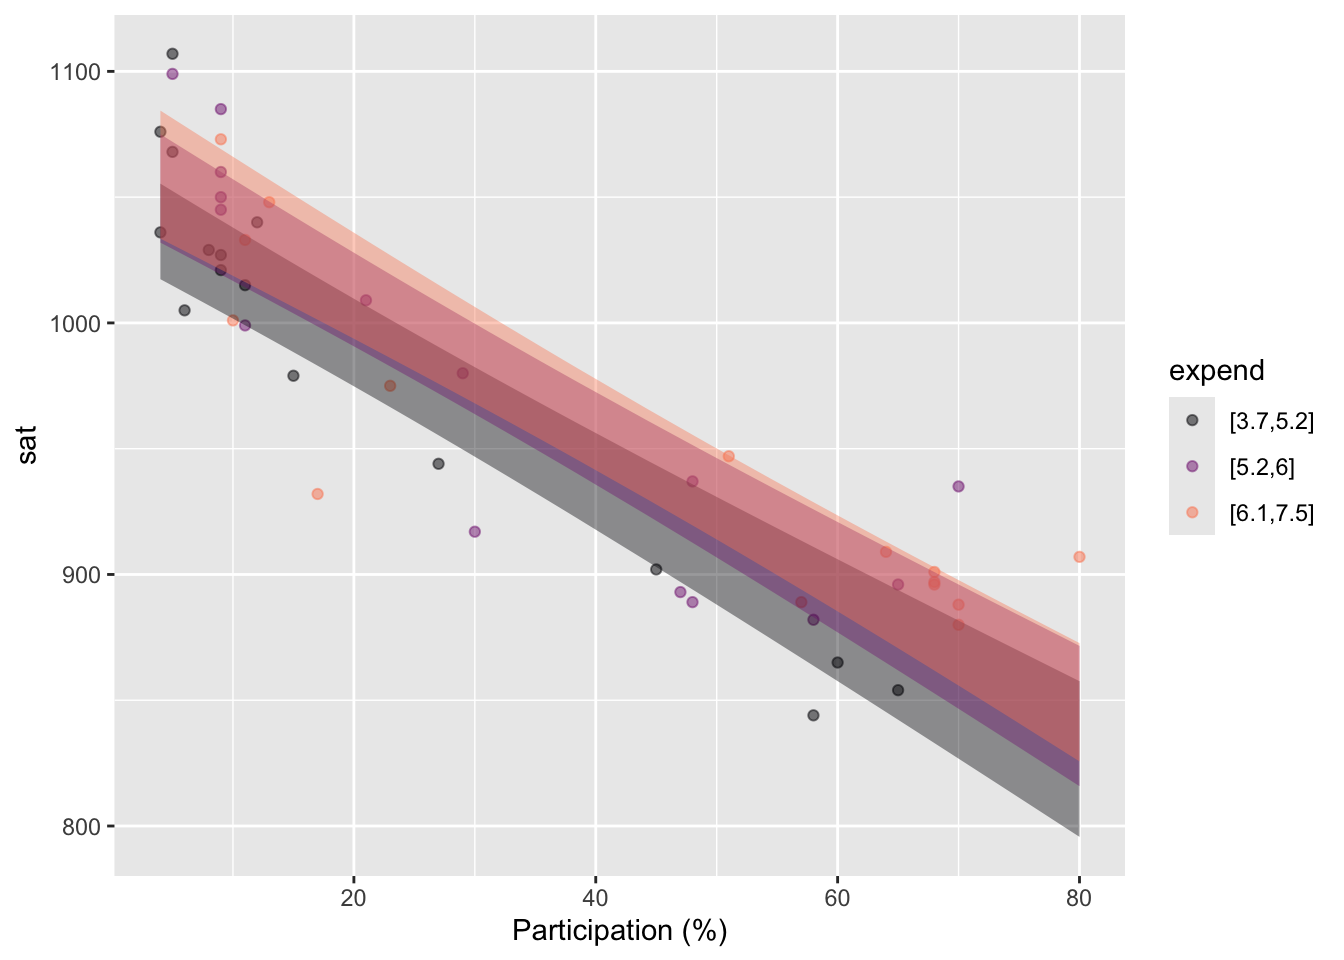 1100
1000
900
800
sat
20 40 60 80
Participation (%)
expend
[3.7,5.2]
[5.2,6]
[6.1,7.5]